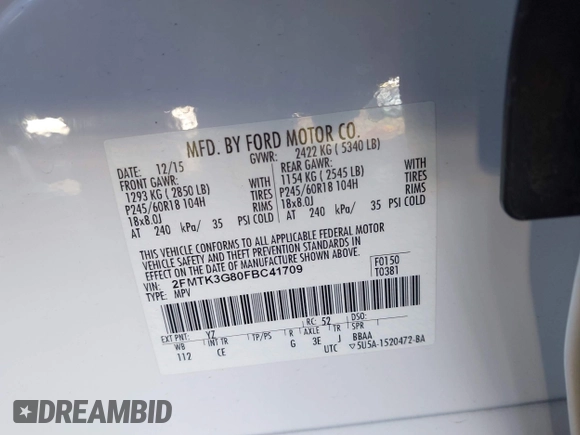 MFD. BY FORD MOTOR CO.
DATE: 12/15 GVWR: 2422 KG ( 5340 LB)
FRONT GAWR: REAR GAWR:
1293 KG ( 2850 LB) WITH 1154 KG ( 2545 LB) WITH
P245/60R18 104H TIRES P245/60R18 104H TIRES
18x8.0J RIMS 18x8.0J RIMS
AT 240 kPa/ 35 PSI COLD AT 240 kPa/ 35 PSI COLD
THIS VEHICLE CONFORMS TO ALL APPLICABLE FEDERAL MOTOR
VEHICLE SAFETY AND THEFT PREVENTION STANDARDS IN
EFFECT ON THE DATE OF MANUFACTURE SHOWN ABOVE.
VIN: 2FMTK3G80FBC41709 F0150
TYPE: MPV T0381
EXT PNT: YZ RC: 52 DSO:
WB INT TR TP/PS R AXLE TR SPR
112 CE G 3E J BBAA
UTC 5U5A-1520472-BA
DREAMBID